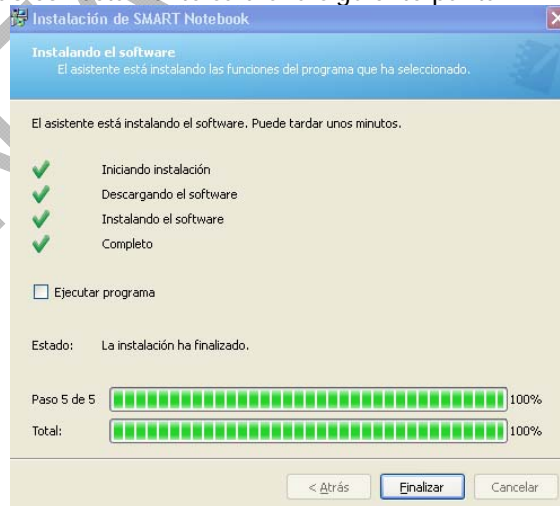 Instalación de SMART Notebook
Instalando el software
El asistente está instalando las funciones del programa que ha seleccionado.
El asistente está instalando el software. Puede tardar unos minutos.
Iniciando instalación
Descargando el software
Instalando el software
Completo
Ejecutar programa
Estado: La instalación ha finalizado.
Paso 5 de 5 100%
Total: 100%
< Atrás Finalizar Cancelar